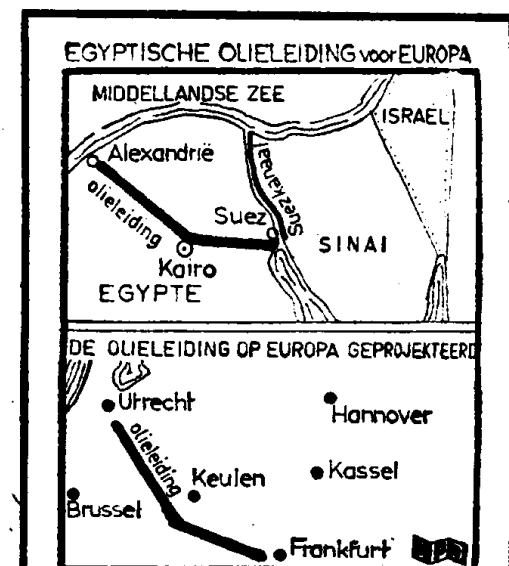 EGYPTISCHE OLIELEIDING voor EUROPA
MIDDELLANDSE ZEE
ISRAEL
Alexandrië
Suezkanaal
olieleiding
Suez
SINAI
Kairo
EGYPTE
DE OLIELEIDING OP EUROPA GEPROJEKTEERD
Utrecht
Hannover
olieleiding
Keulen
Kassel
Brussel
Frankfurt